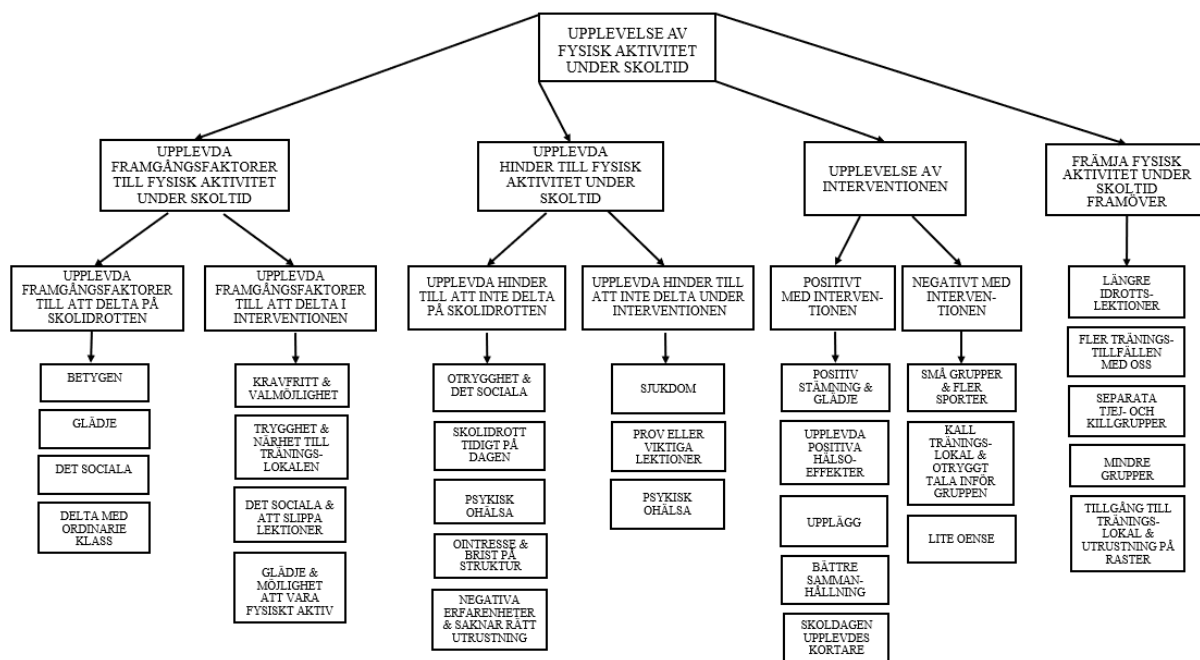 UPPLEVELSE AV
FYSISK AKTIVITET
UNDER SKOLTID
UPPLEVDA
FRAMGÅNGSFAKTORER
TILL FYSISK AKTIVITET
UNDER SKOLTID
UPPLEVDA
HINDER TILL FYSISK
AKTIVITET UNDER
SKOLTID
UPPLEVELSE AV
INTERVENTIONEN
FRÄMJA FYSISK
AKTIVITET UNDER
SKOLTID
FRAMÖVER
UPPLEVDA
FRAMGÅNGSFAKTORER
TILL ATT DELTA PÅ
SKOLIDROTTEN
UPPLEVDA
FRAMGÅNGSFAKTORER
TILL ATT DELTA I
INTERVENTIONEN
UPPLEVDA HINDER
TILL ATT INTE DELTA
PÅ SKOLIDROTTEN
UPPLEVDA HINDER TILL
ATT INTE DELTA UNDER
INTERVENTIONEN
POSITIVT
MED INTERVEN-
TIONEN
NEGATIVT MED
INTERVEN-
TIONEN
LÄNGRE
IDROTTS-
LEKTIONER
BETYGEN
GLÄDJE
DET SOCIALA
DELTA MED
ORDINARIE
KLASS
KRAVFRITT &
VALMÖJLIGHET
TRYGGHET &
NÄRHET TILL
TRÄNINGS-
LOKALEN
DET SOCIALA &
ATT SLIPPA
LEKTIONER
GLÄDJE &
MÖJLIGHET
ATT VARA
FYSISKT AKTIV
OTRYGGHET &
DET SOCIALA
SKOLIDROTT
TIDIGT PÅ
DAGEN
PSYKISK
OHÄLSA
OINTRESSE &
BRIST PÅ
STRUKTUR
NEGATIVA
ERFARENHETER
& SAKNAR RÄTT
UTRUSTNING
SJUKDOM
PROV ELLER
VIKTIGA
LEKTIONER
PSYKISK
OHÄLSA
POSITIV
STÄMNING &
GLÄDJE
UPPLEVDA
POSITIVA
HÄLSO-
EFFEKTER
UPPLÄGG
BÄTTRE
SAMMAN-
HÅLLNING
SKOLDAGEN
UPPLEVDES
KORTARE
SMÅ GRUPPER
& FLER
SPORTER
KALL
TRÄNINGS-
LOKAL &
OTRYGGT
TALA INFÖR
GRUPPEN
LITE OENSE
FLER TRÄNINGS-
TILLFÄLLEN
MED OSS
SEPARATA
TJEJ- OCH
KILLGRUPPER
MINDRE
GRUPPER
TILLGÅNG TILL
TRÄNINGS-
LOKAL &
UTRUSTNING PÅ
RASTER